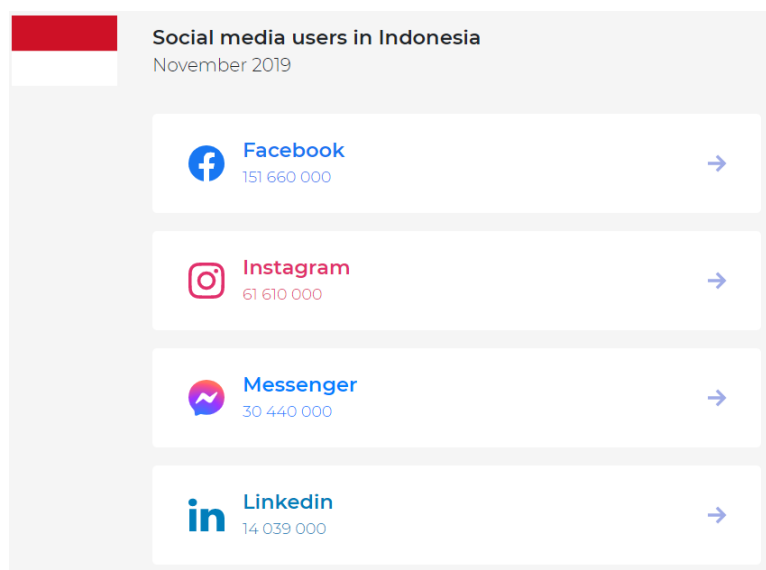 Social media users in Indonesia
November 2019
Facebook
151 660 000
Instagram
61 610 000
Messenger
30 440 000
Linkedin
14 039 000